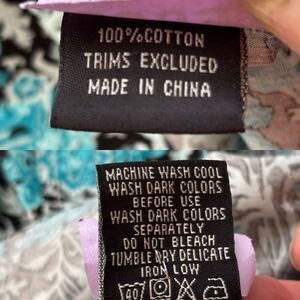 100%COTTON
TRIMS EXCLUDED
MADE IN CHINA
MACHINE WASH COOL
WASH DARK COLORS
BEFORE USE
WASH DARK COLORS
SEPARATELY
DO NOT BLEACH
TUMBLE DRY DELICATE
IRON LOW
40